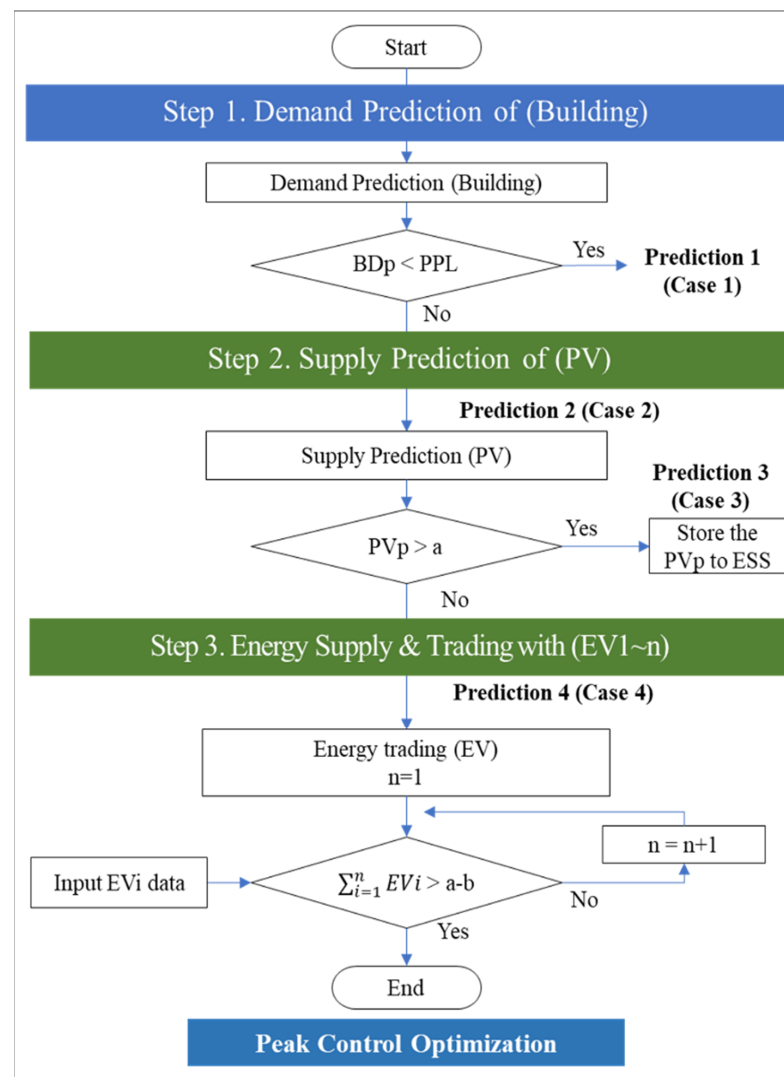 Start
Step 1. Demand Prediction of (Building)
Demand Prediction (Building)
BDp < PPL
Yes
Prediction 1
(Case 1)
No
Step 2. Supply Prediction of (PV)
Prediction 2 (Case 2)
Supply Prediction (PV)
Prediction 3
(Case 3)
PVp > a
Yes
Store the
PVp to ESS
No
Step 3. Energy Supply & Trading with (EV1~n)
Prediction 4 (Case 4)
Energy trading (EV)
n=1
n = n+1
Input EVi data
∑ⁿᵢ₌₁ EVi > a-b
No
Yes
End
Peak Control Optimization